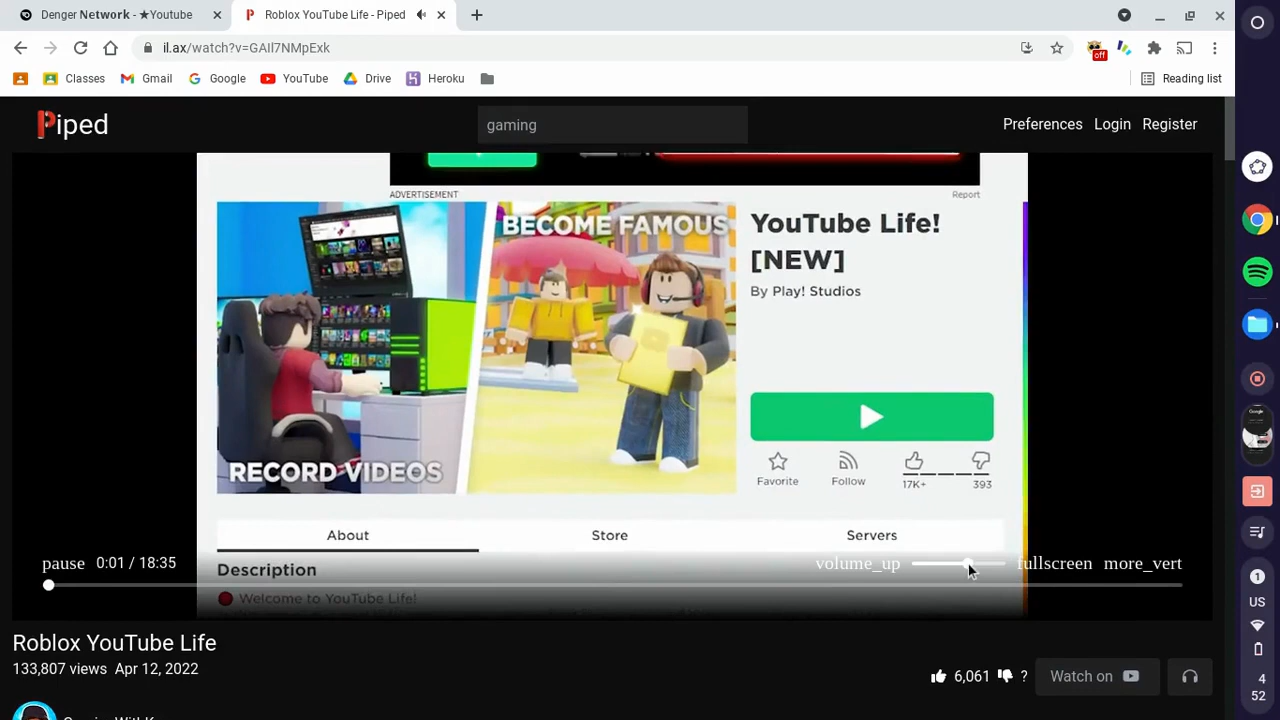 Denger Network - ★Youtube
Roblox YouTube Life - Piped
il.ax/watch?v=GAIl7NMpExk
off
Classes
Gmail
Google
YouTube
Drive
Heroku
Reading list
Piped
gaming
Preferences
Login
Register
ADVERTISEMENT
Report
BECOME FAMOUS
RECORD VIDEOS
YouTube Life!
[NEW]
By Play! Studios
Favorite
Follow
17K+
393
About
Store
Servers
pause
0:01 / 18:35
volume_up
fullscreen
more_vert
Description
Welcome to YouTube Life!
Roblox YouTube Life
133,807 views Apr 12, 2022
6,061
?
Watch on
1
US
4
52